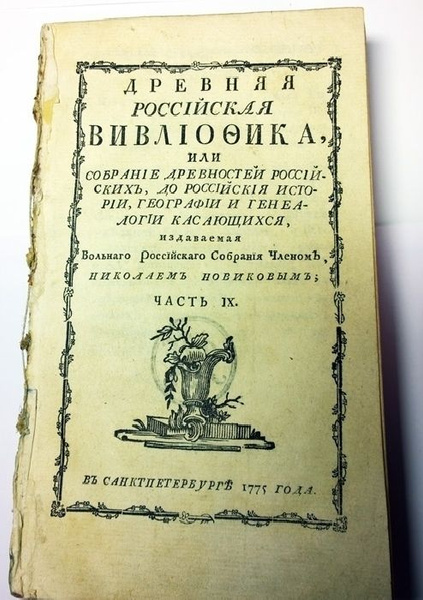 ДРЕВНЯЯ
РОССІЙСКАЯ
ВИВЛІОѲИКА,
ИЛИ
СОБРАНІЕ ДРЕВНОСТЕЙ РОССІЙ-
СКИХЪ, ДО РОССІЙСКІЯ ИСТО-
РІИ, ГЕОГРАФІИ И ГЕНЕА-
ЛОГІИ КАСАЮЩИХСЯ,
издаваемая
Вольнаго Россійскаго Собранія Членомъ,
НИКОЛАЕМЪ НОВИКОВЫМЪ;
ЧАСТЬ IX.
ВЪ САНКТПЕТЕРБУРГѢ 1775 ГОДА.